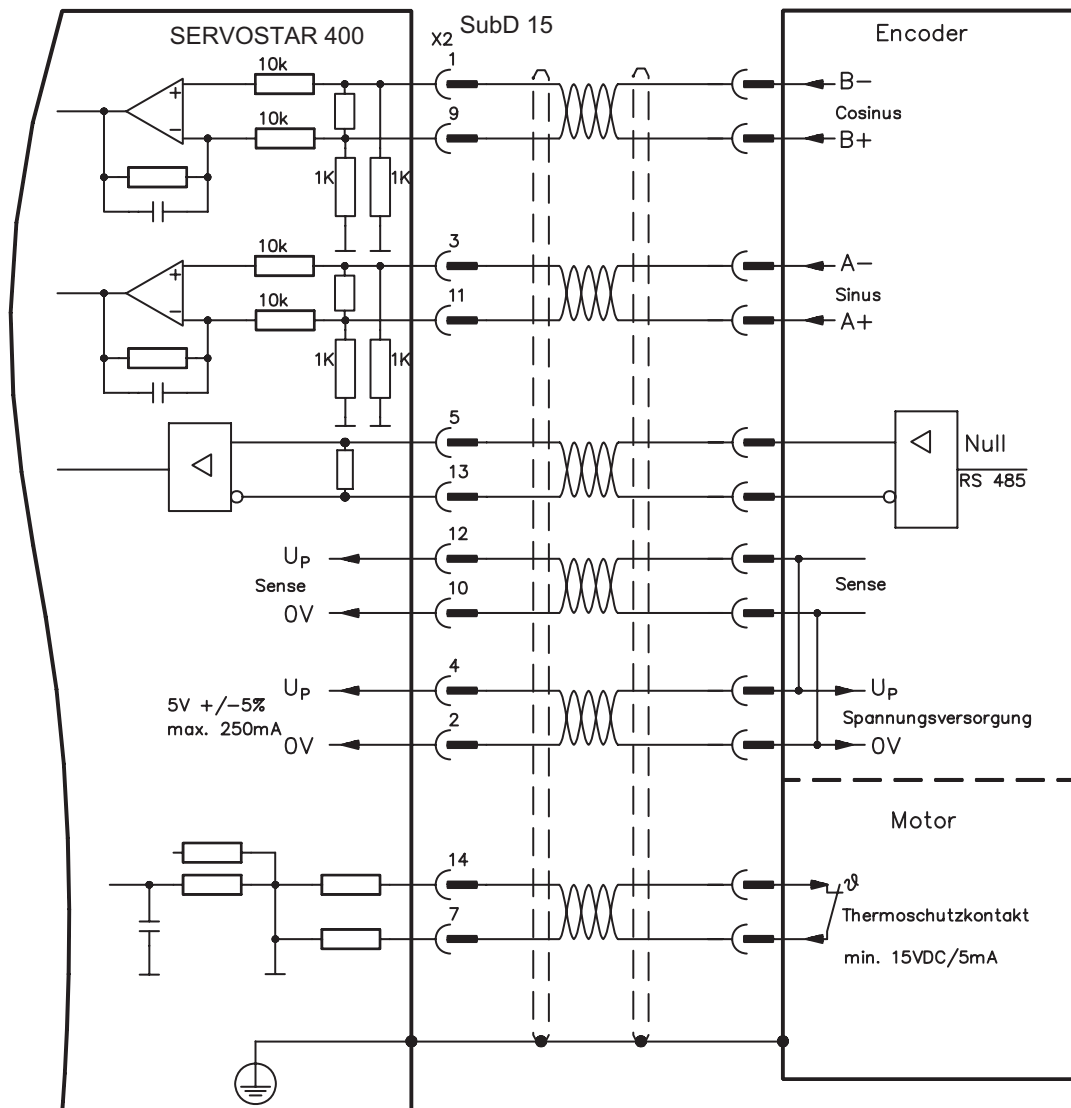 SERVOSTAR 400
SubD 15
Encoder
X2
10k
1
B-
Cosinus
10k
9
B+
+
-
1K
1K
10k
3
A-
Sinus
10k
11
A+
+
-
1K
1K
5
Null
13
RS 485
UP
12
Sense
Sense
0V
10
UP
4
UP
5V +/-5%
max. 250mA
Spannungsversorgung
0V
2
0V
Motor
14
ϑ
7
Thermoschutzkontakt
min. 15VDC/5mA